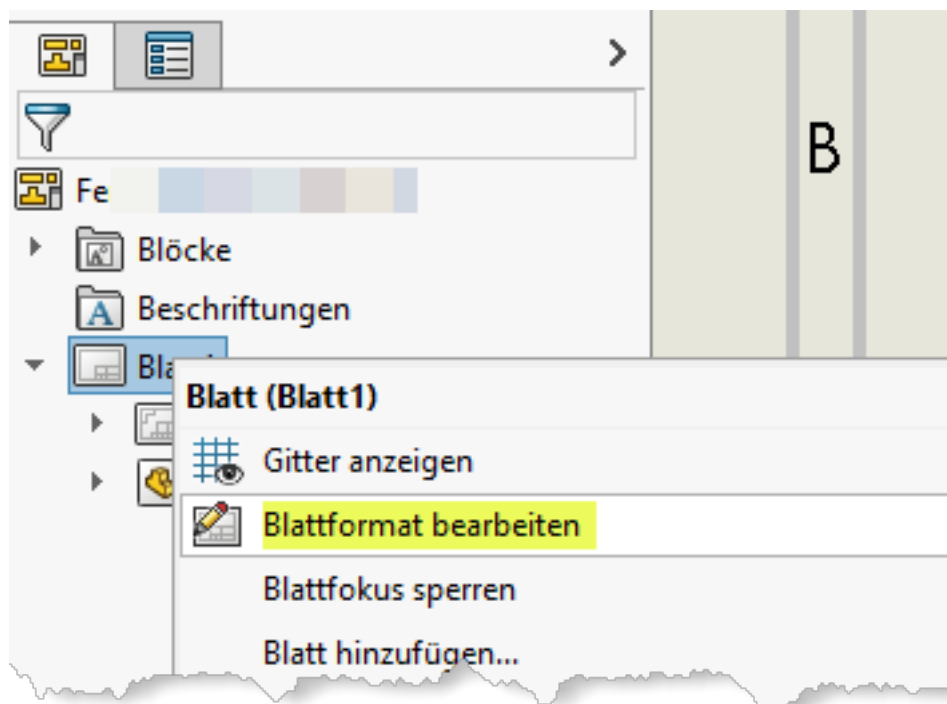 B
Fe
Blöcke
Beschriftungen
Blatt (Blatt1)
Gitter anzeigen
Blattformat bearbeiten
Blattfokus sperren
Blatt hinzufügen...